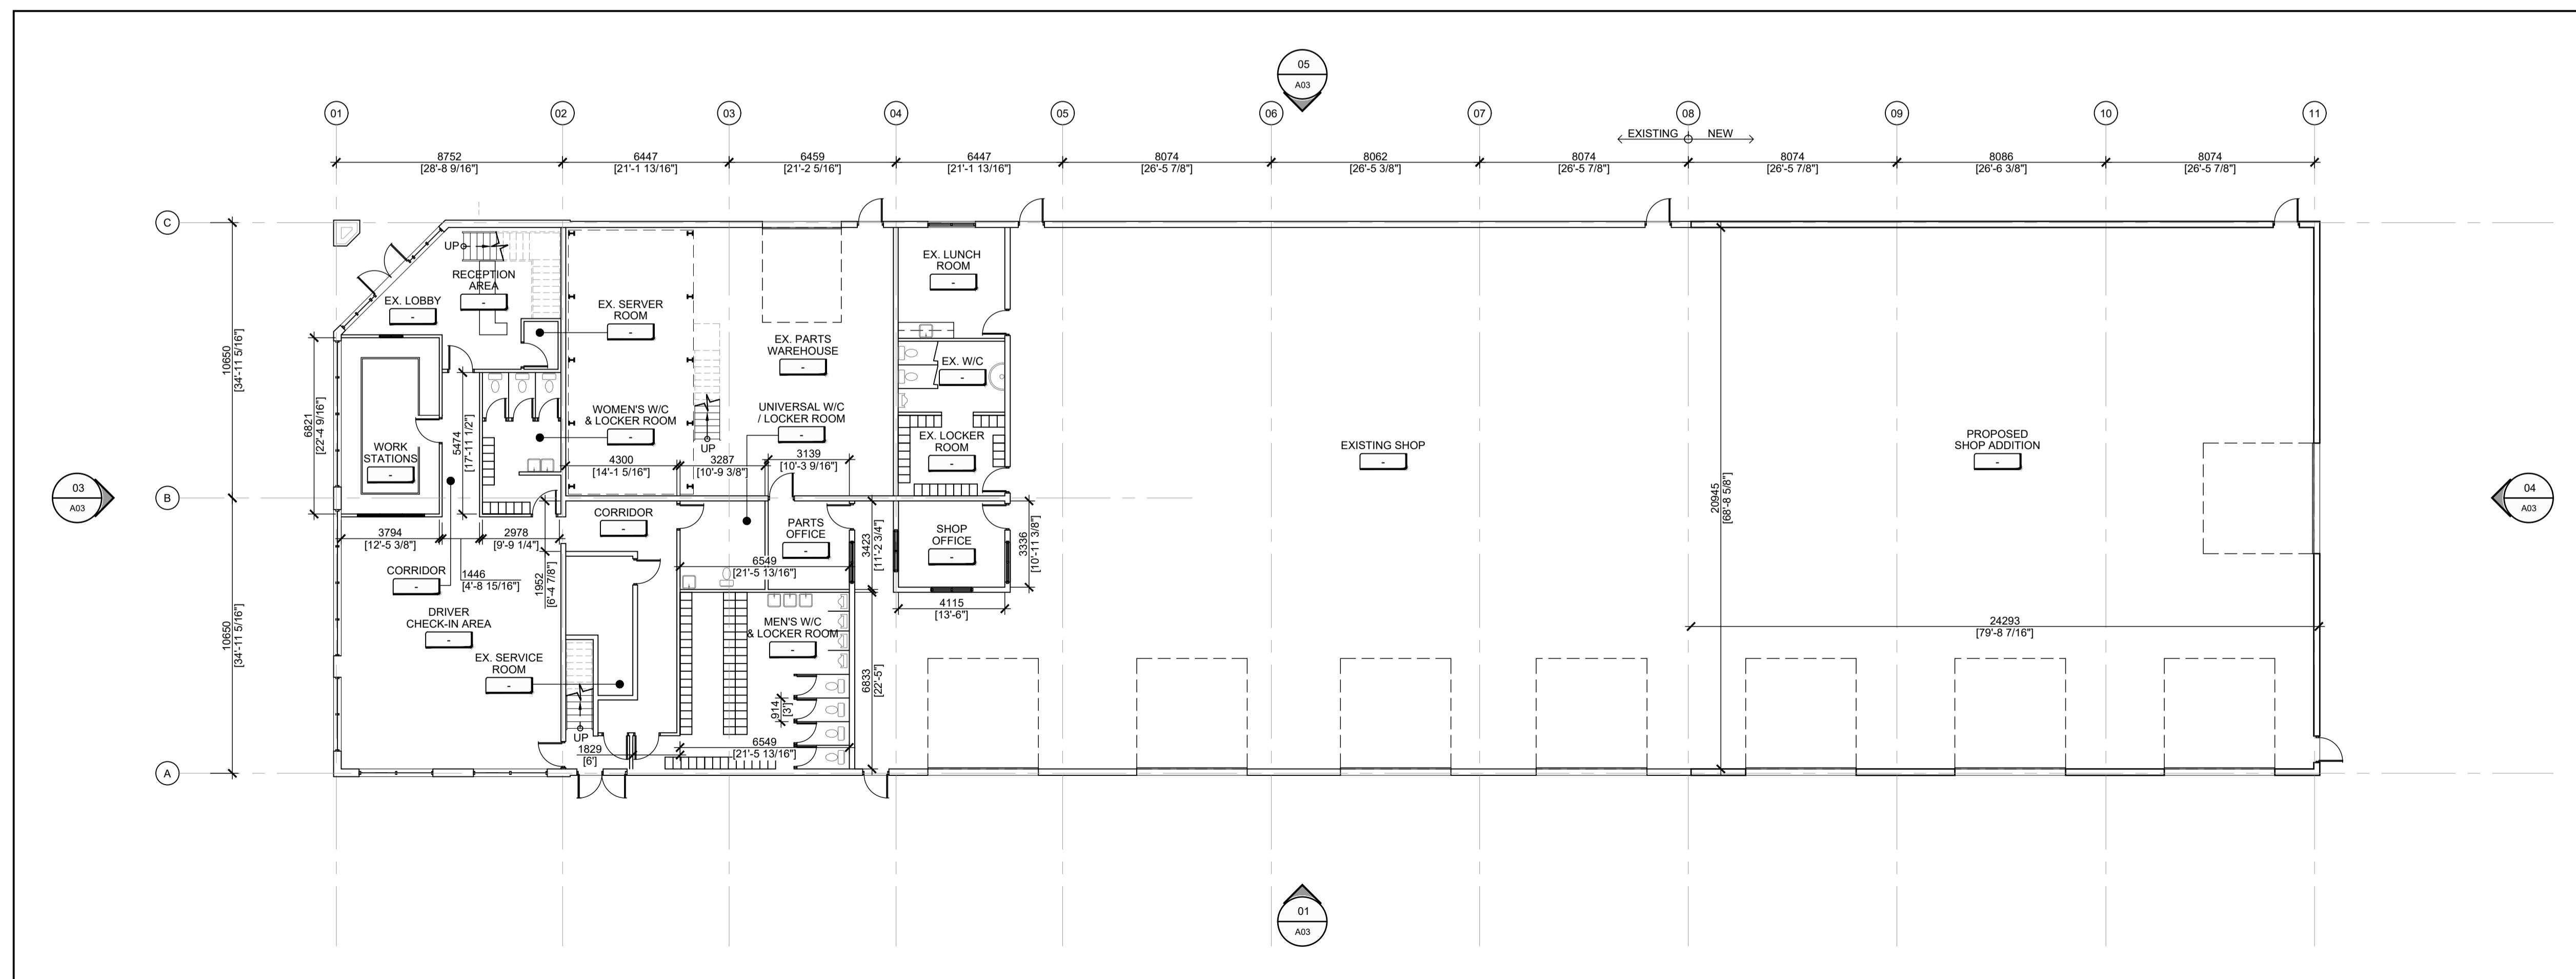 05
A03
01
02
03
04
05
06
07
08
09
10
11
EXISTING
NEW
8752
[28'-8 9/16"]
6447
[21'-1 13/16"]
6459
[21'-2 5/16"]
6447
[21'-1 13/16"]
8074
[26'-5 7/8"]
8062
[26'-5 3/8"]
8074
[26'-5 7/8"]
8074
[26'-5 7/8"]
8086
[26'-6 3/8"]
8074
[26'-5 7/8"]
C
B
A
10650
[34'-11 5/16"]
10650
[34'-11 5/16"]
03
A03
04
A03
UP
RECEPTION
AREA
-
EX. LOBBY
-
EX. SERVER
ROOM
-
EX. PARTS
WAREHOUSE
-
EX. LUNCH
ROOM
-
EX. W/C
-
6821
[22'-4 9/16"]
5474
[17'-11 1/2"]
WORK
STATIONS
-
WOMEN'S W/C
& LOCKER ROOM
-
UP
UNIVERSAL W/C
/ LOCKER ROOM
-
EX. LOCKER
ROOM
-
EXISTING SHOP
-
PROPOSED
SHOP ADDITION
-
4300
[14'-1 5/16"]
3287
[10'-9 3/8"]
3139
[10'-3 9/16"]
20945
[68'-8 5/8"]
CORRIDOR
-
PARTS
OFFICE
-
SHOP
OFFICE
-
3423
[11'-2 3/4"]
3336
[10'-11 3/8"]
3794
[12'-5 3/8"]
2978
[9'-9 1/4"]
1446
[4'-8 15/16"]
1952
[6'-4 7/8"]
6549
[21'-5 13/16"]
4115
[13'-6"]
CORRIDOR
-
DRIVER
CHECK-IN AREA
-
MEN'S W/C
& LOCKER ROOM
-
24293
[79'-8 7/16"]
EX. SERVICE
ROOM
-
6833
[22'-5"]
914
[3']
UP
1829
[6']
6549
[21'-5 13/16"]
01
A03